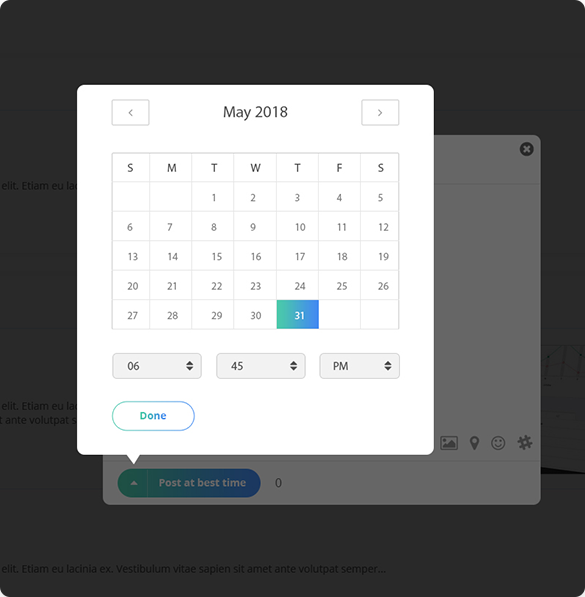 May 2018
S M T W T F S
1 2 3 4 5
6 7 8 9 10 11 12
13 14 15 16 17 18 19
20 21 22 23 24 25 26
27 28 29 30 31
06 45 PM
Done
elit. Etiam eu lac
elit. Etiam eu lac
t ante volutpat s
Post at best time 0
elit. Etiam eu lacinia ex. Vestibulum vitae sapien sit amet ante volutpat semper...